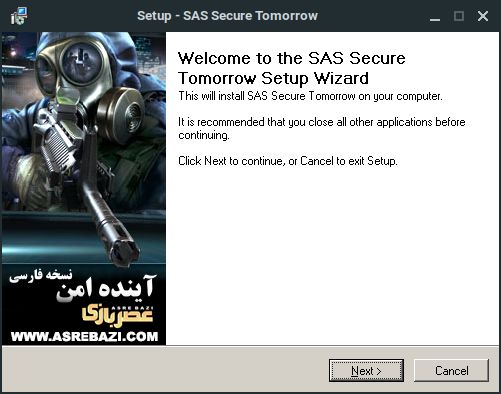 Setup - SAS Secure Tomorrow
Welcome to the SAS Secure
Tomorrow Setup Wizard
This will install SAS Secure Tomorrow on your computer.
It is recommended that you close all other applications before
continuing.
Click Next to continue, or Cancel to exit Setup.
نسخه فارسی
آینده امن
ASRE BAZI
عصر بازی
WWW.ASREBAZI.COM
Next >
Cancel